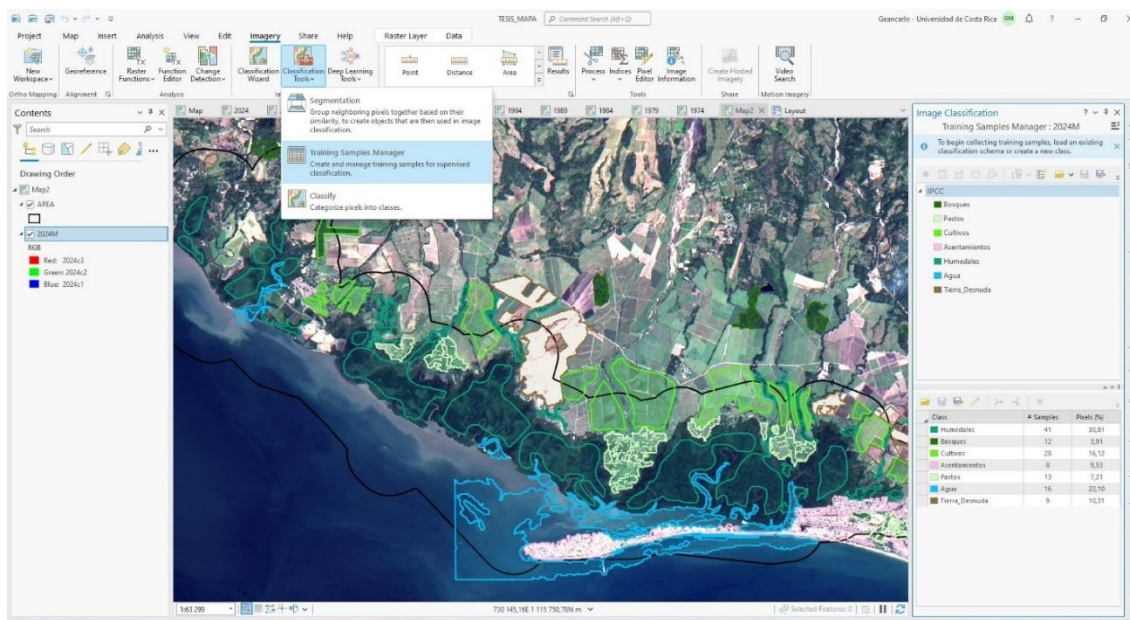 TESIS_MAPA
Command Search (Alt+Q)
Geancarlo - Universidad de Costa Rica
GM
?
Project
Map
Insert
Analysis
View
Edit
Imagery
Share
Help
Raster Layer
Data
New Workspace
Georeference
Raster Functions
Function Editor
Change Detection
Classification Wizard
Classification Tools
Deep Learning Tools
Point
Distance
Area
Results
Process
Indices
Pixel Editor
Image Information
Create Hosted Imagery
Video Search
Ortho Mapping
Alignment
Analysis
Tools
Share
Motion Imagery
Segmentation
Group neighboring pixels together based on their
similarity, to create objects that are then used in image
classification.
Training Samples Manager
Create and manage training samples for supervised
classification.
Classify
Categorize pixels into classes.
Contents
Search
Drawing Order
Map2
AREA
2024M
RGB
Red: 2024c3
Green: 2024c2
Blue: 2024c1
Map
2024
1994
1989
1984
1979
1974
Map2
Layout
Image Classification
Training Samples Manager : 2024M
To begin collecting training samples, load an existing
classification schema or create a new class.
IPCC
Bosques
Pastos
Cultivos
Asentamientos
Humedales
Agua
Tierra_Desnuda
Class # Samples Pixels (%)
Humedales 41 30,81
Bosques 12 3,91
Cultivos 28 16,12
Asentamientos 8 9,53
Pastos 13 7,21
Agua 16 22,10
Tierra_Desnuda 9 10,31
1:63 299
730 145,16E 1 115 750,78N m
Selected Features: 0